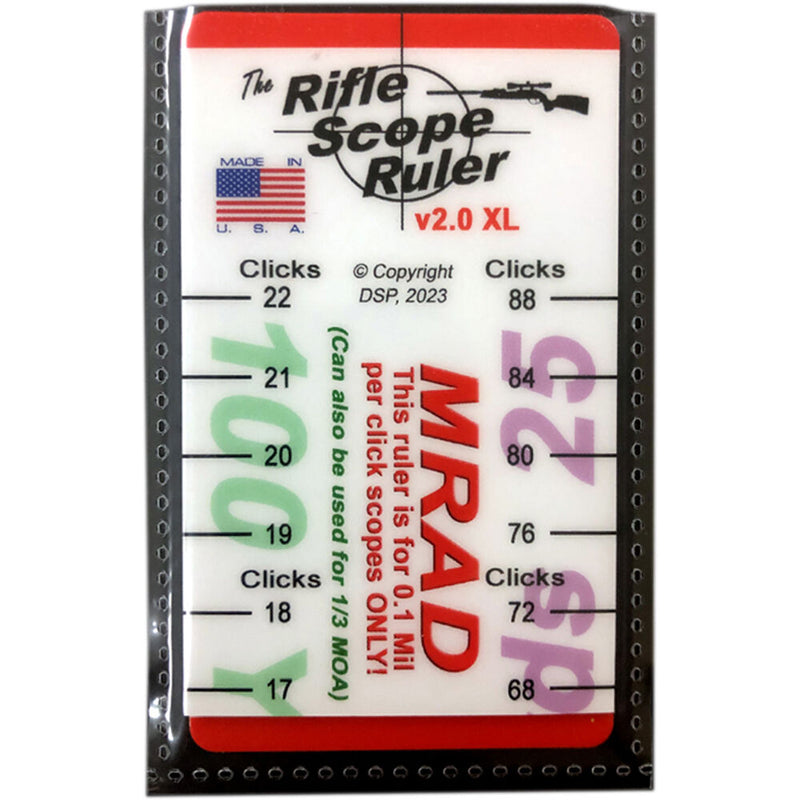 The Rifle
Scope
Ruler
v2.0 XL
MADE IN
U. S. A.
Clicks
© Copyright
DSP, 2023
Clicks
22
88
21
84
20
80
19
76
Clicks
Clicks
18
72
17
68
100 Y
(Can also be used for 1/3 MOA)
This ruler is for 0.1 Mil
per click scopes ONLY!
MRAD
25
ds